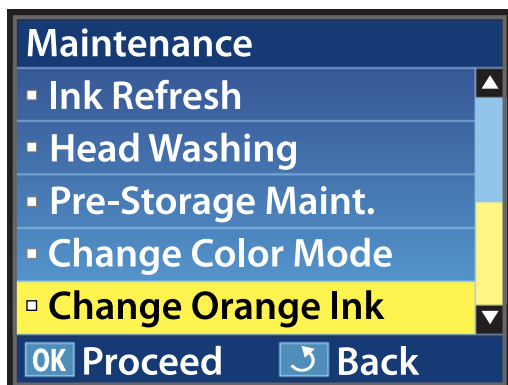 Maintenance
Ink Refresh
Head Washing
Pre-Storage Maint.
Change Color Mode
Change Orange Ink
OK Proceed Back